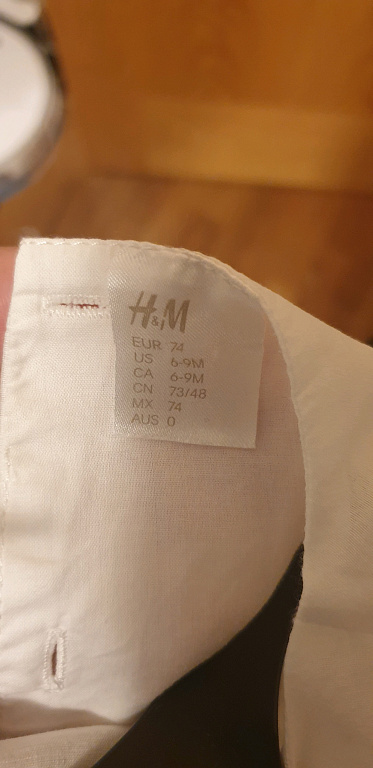 H&M
EUR 74
US 6-9M
CA 6-9M
CN 73/48
MX 74
AUS 0